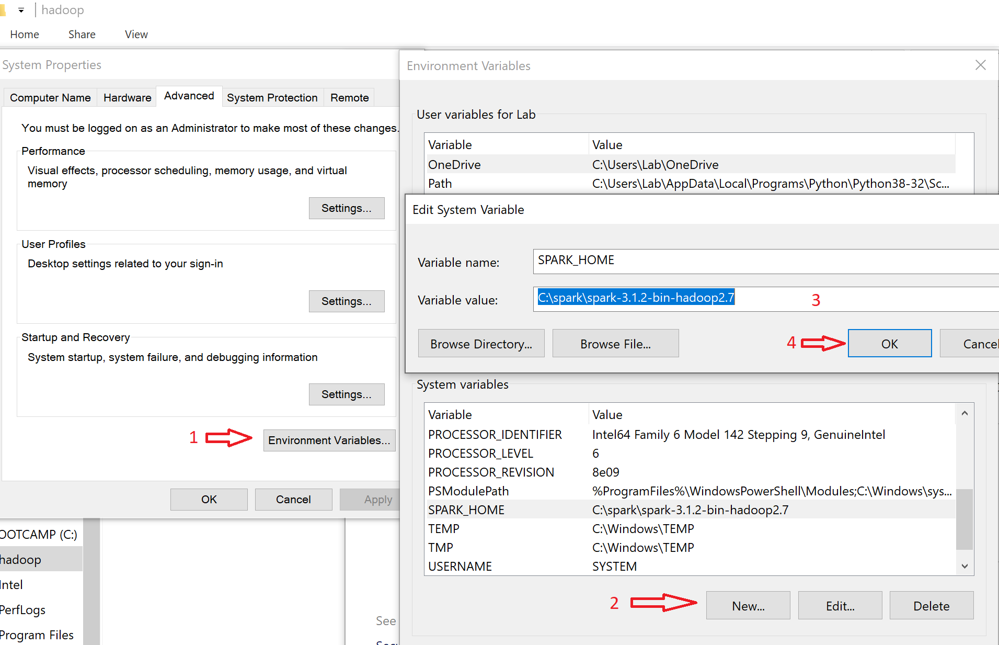 hadoop
Home Share View
System Properties
Computer Name Hardware Advanced System Protection Remote
You must be logged on as an Administrator to make most of these changes.
Performance
Visual effects, processor scheduling, memory usage, and virtual
memory
Settings...
User Profiles
Desktop settings related to your sign-in
Settings...
Startup and Recovery
System startup, system failure, and debugging information
Settings...
1 Environment Variables...
OK Cancel Apply
OOTCAMP (C:)
hadoop
Intel
PerfLogs
Program Files
See
Environment Variables
User variables for Lab
Variable Value
OneDrive C:\Users\Lab\OneDrive
Path C:\Users\Lab\AppData\Local\Programs\Python\Python38-32\Sc...
Edit System Variable
Variable name: SPARK_HOME
Variable value: C:\spark\spark-3.1.2-bin-hadoop2.7 3
Browse Directory... Browse File... 4 OK Cancel
System variables
Variable Value
PROCESSOR_IDENTIFIER Intel64 Family 6 Model 142 Stepping 9, GenuineIntel
PROCESSOR_LEVEL 6
PROCESSOR_REVISION 8e09
PSModulePath %ProgramFiles%\WindowsPowerShell\Modules;C:\Windows\sys...
SPARK_HOME C:\spark\spark-3.1.2-bin-hadoop2.7
TEMP C:\Windows\TEMP
TMP C:\Windows\TEMP
USERNAME SYSTEM
2 New... Edit... Delete